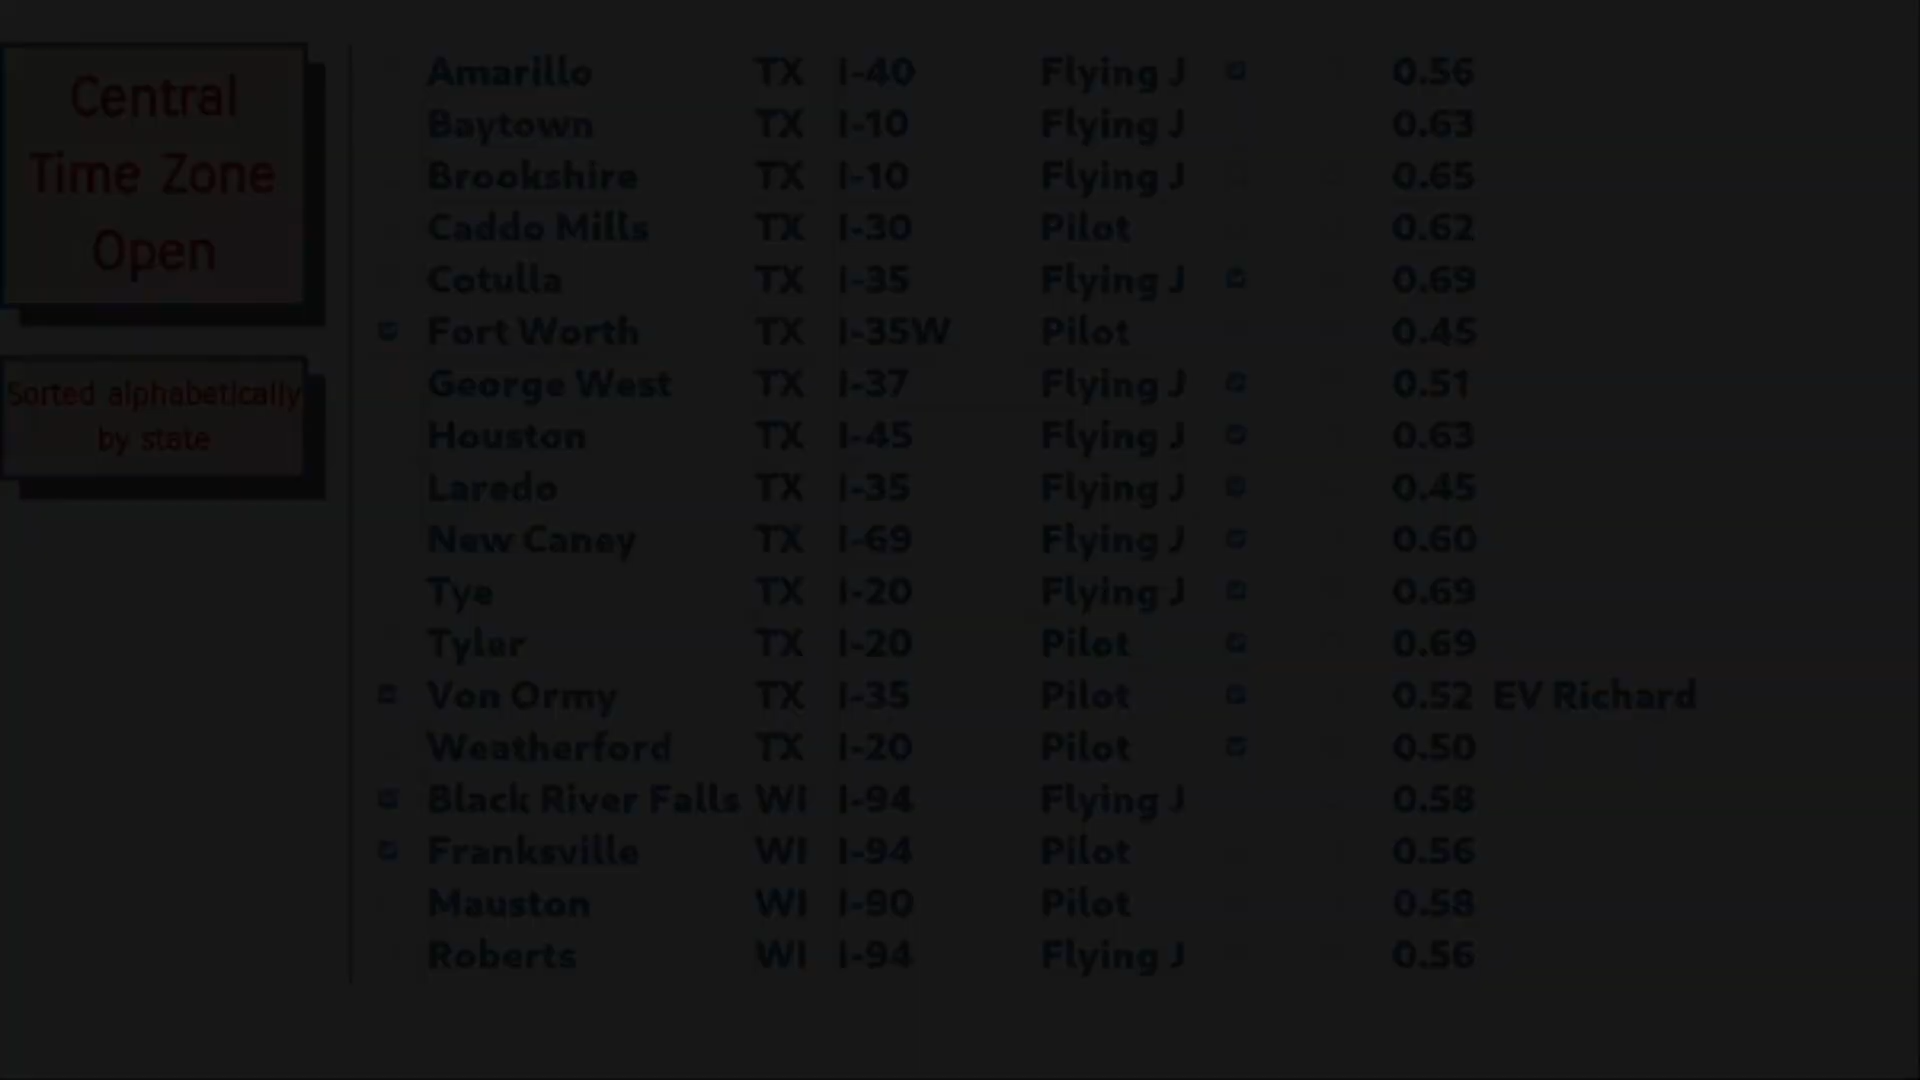 Central
Time Zone
Open
Sorted alphabetically
by state
Amarillo TX I-40 Flying J 0.56
Baytown TX I-10 Flying J 0.63
Brookshire TX I-10 Flying J 0.65
Caddo Mills TX I-30 Pilot 0.62
Cotulla TX I-35 Flying J 0.69
Fort Worth TX I-35W Pilot 0.45
George West TX I-37 Flying J 0.51
Houston TX I-45 Flying J 0.63
Laredo TX I-35 Flying J 0.45
New Caney TX I-69 Flying J 0.60
Tye TX I-20 Flying J 0.69
Tyler TX I-20 Pilot 0.69
Von Ormy TX I-35 Pilot 0.52 EV Richard
Weatherford TX I-20 Pilot 0.50
Black River Falls WI I-94 Flying J 0.58
Franksville WI I-94 Pilot 0.56
Mauston WI I-90 Pilot 0.58
Roberts WI I-94 Flying J 0.56